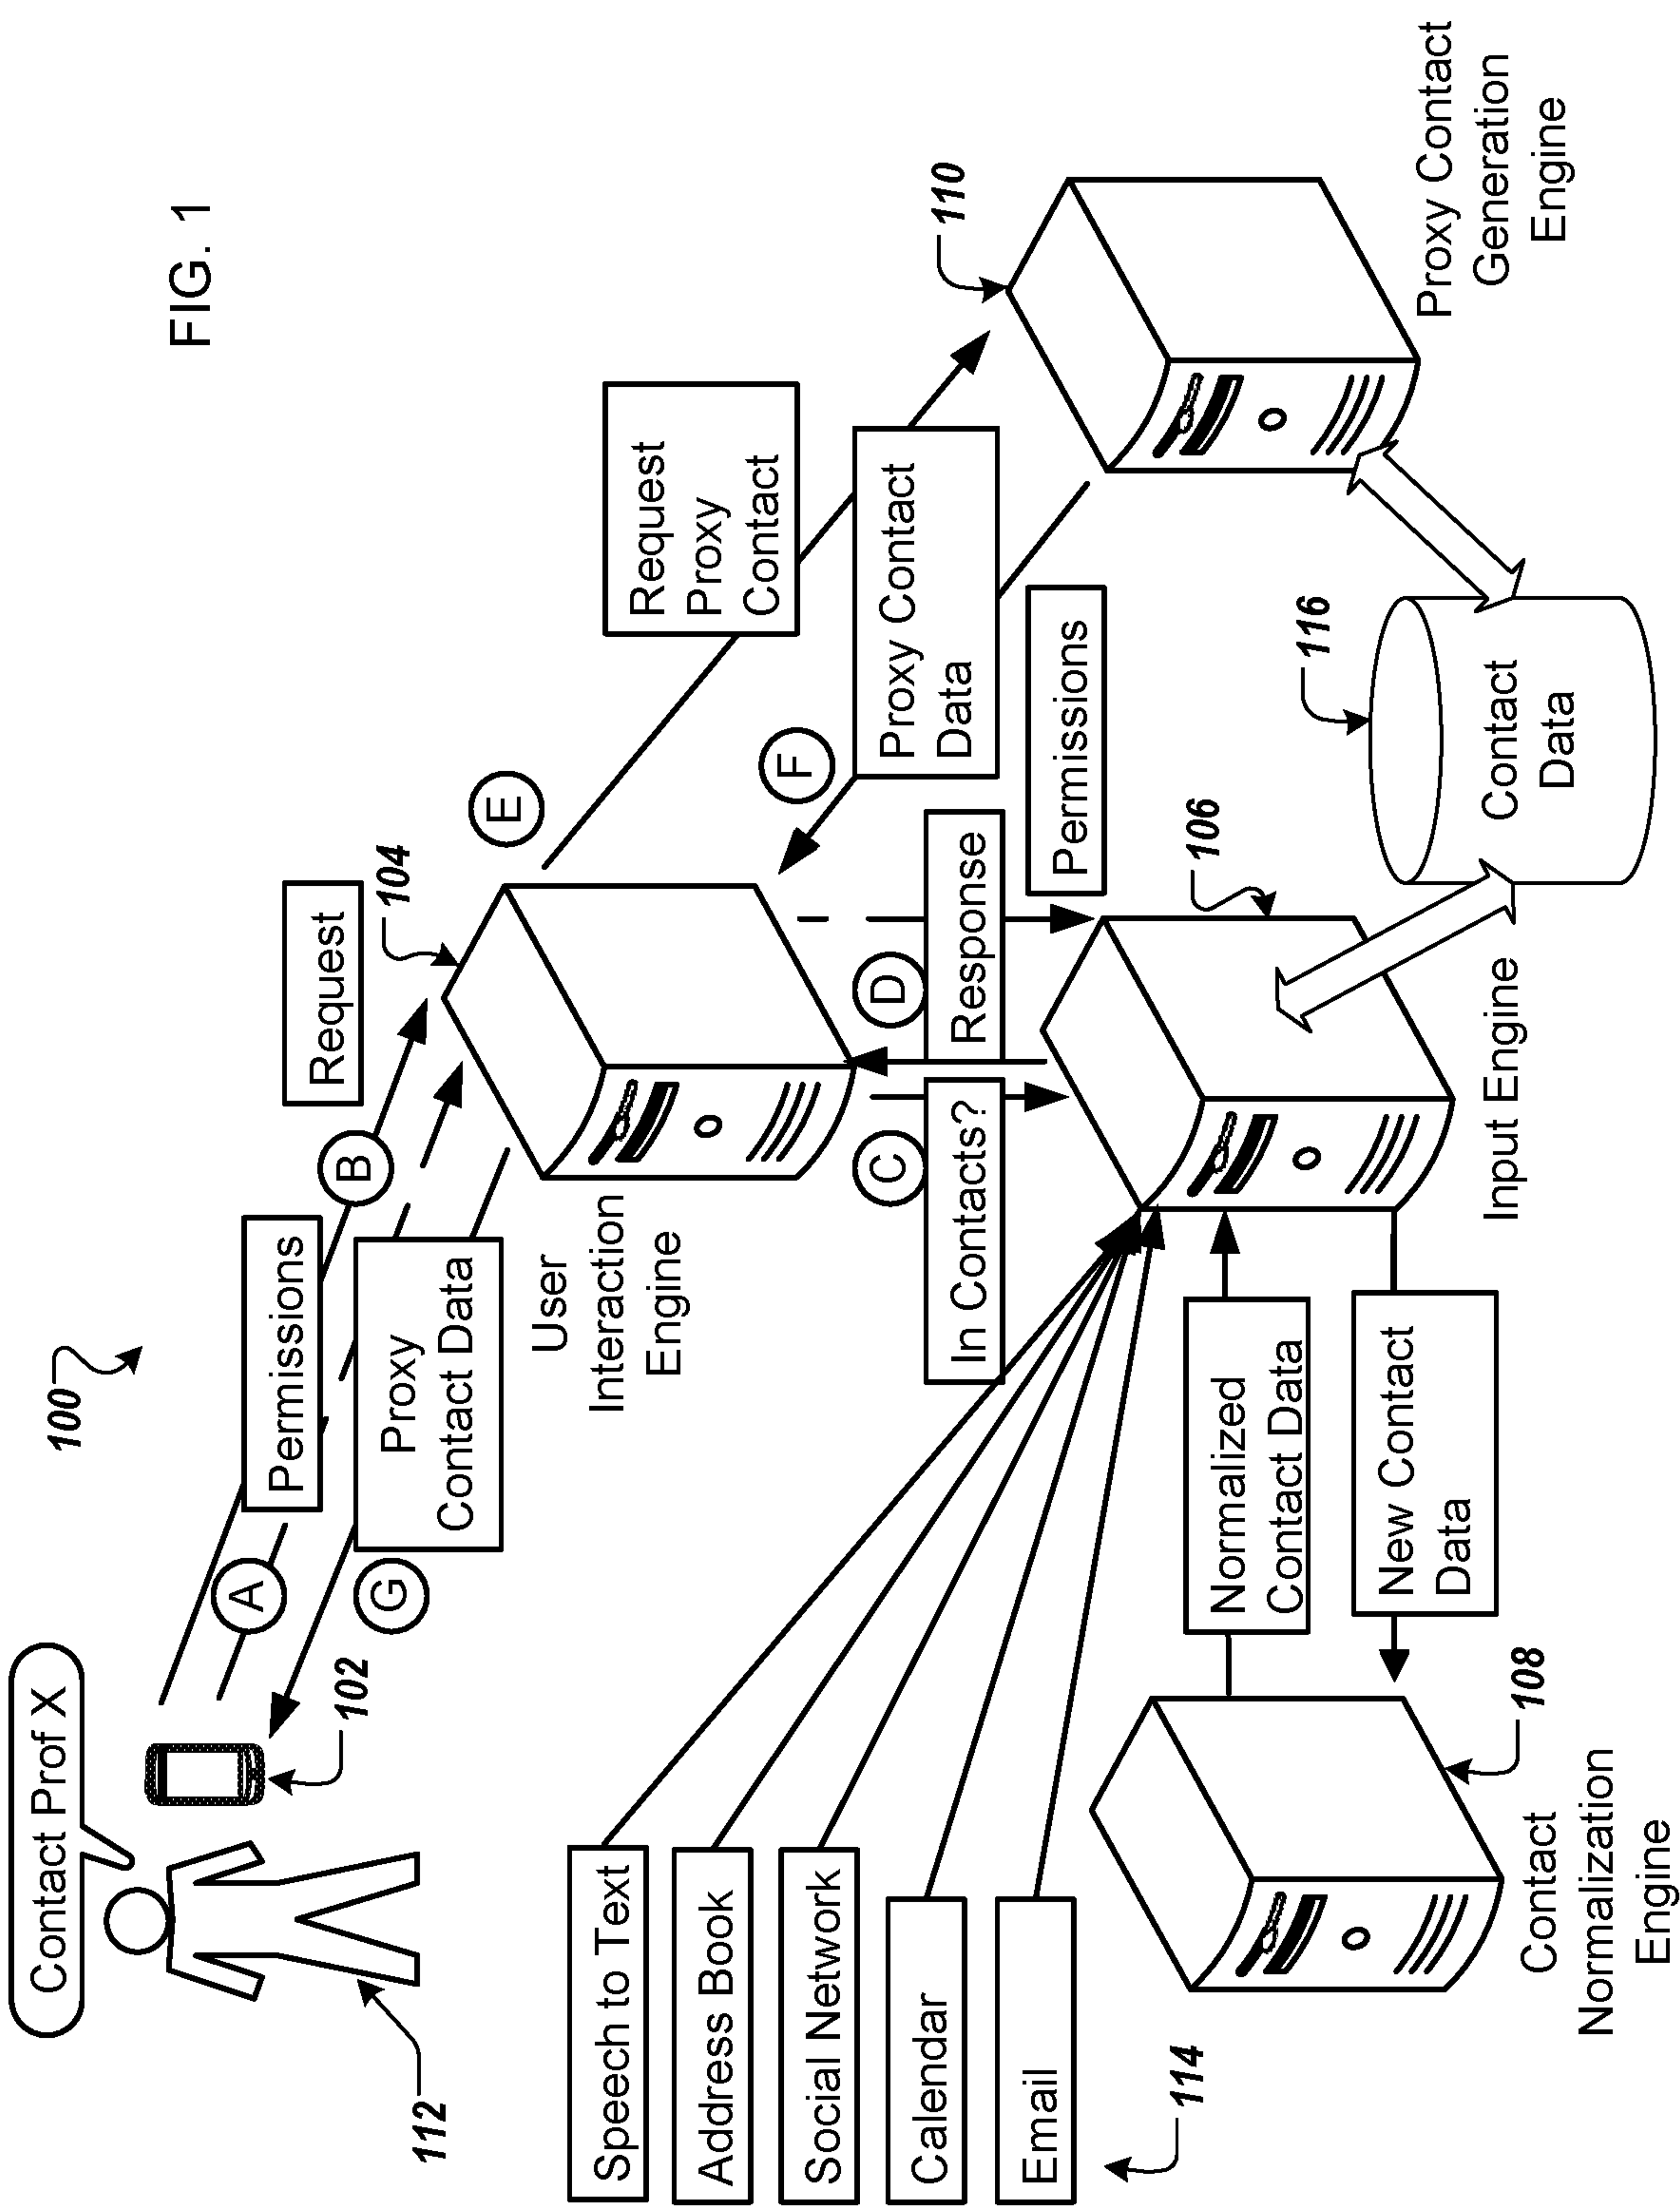 FIG. 1
100
Contact Prof X
112
102
A
Permissions
B
Request
G
Proxy
Contact Data
104
User
Interaction
Engine
E
Request
Proxy
Contact
F
Proxy Contact
Data
110
Proxy Contact
Generation
Engine
C
In Contacts?
D
Response
Permissions
106
Input Engine
116
Contact
Data
Speech to Text
Address Book
Social Network
Calendar
Email
114
Normalized
Contact Data
New Contact
Data
108
Contact
Normalization
Engine